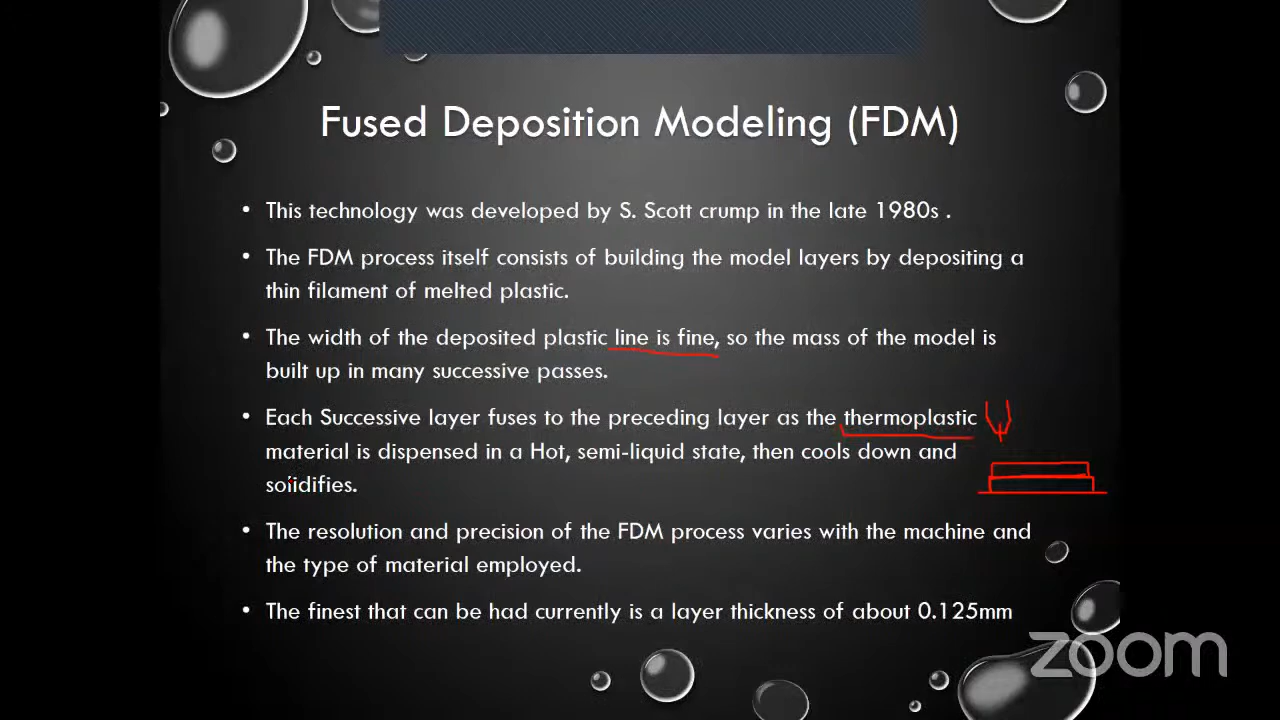 Fused Deposition Modeling (FDM)
• This technology was developed by S. Scott crump in the late 1980s .
• The FDM process itself consists of building the model layers by depositing a
thin filament of melted plastic.
• The width of the deposited plastic line is fine, so the mass of the model is
built up in many successive passes.
• Each Successive layer fuses to the preceding layer as the thermoplastic
material is dispensed in a Hot, semi-liquid state, then cools down and
solidifies.
• The resolution and precision of the FDM process varies with the machine and
the type of material employed.
• The finest that can be had currently is a layer thickness of about 0.125mm
zoom